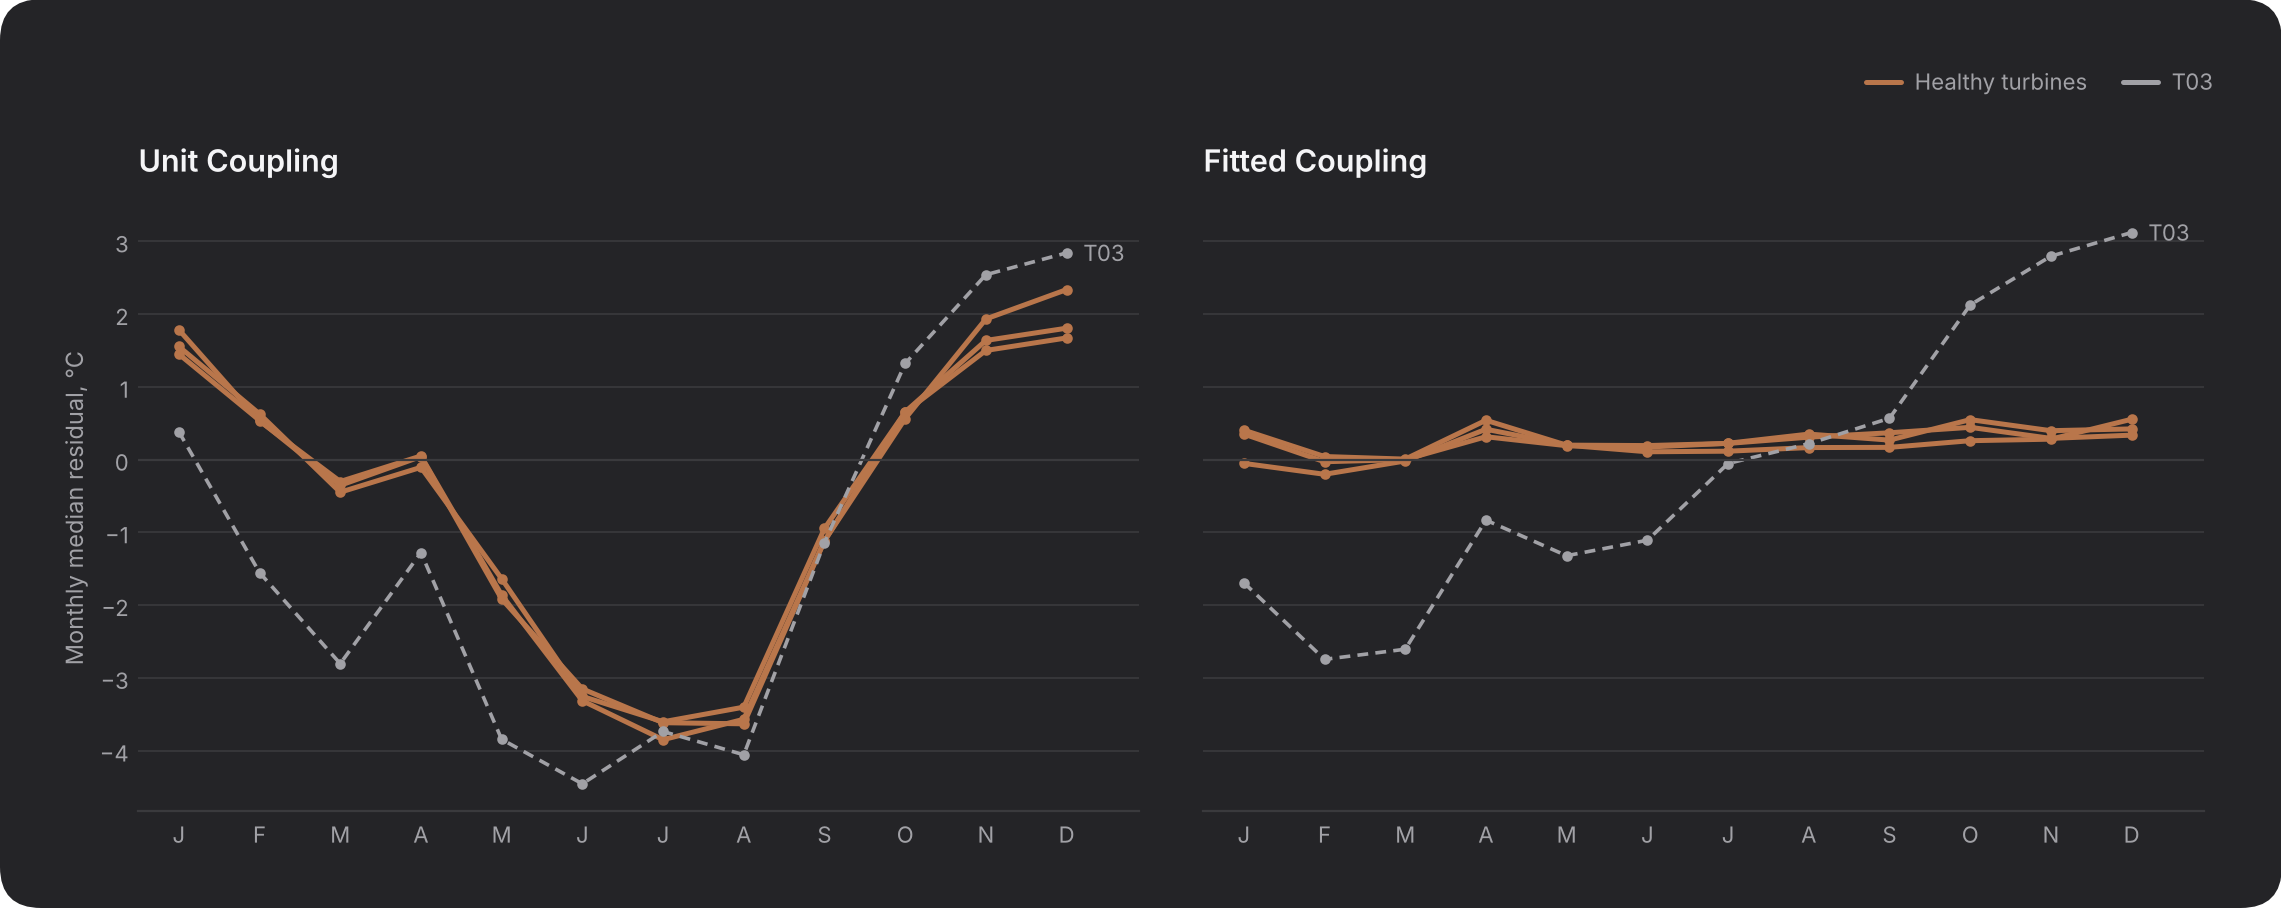 Healthy turbines
T03
Unit Coupling
Fitted Coupling
Monthly median residual, °C
3
2
1
0
−1
−2
−3
−4
T03
T03
J F M A M J J A S O N D
J F M A M J J A S O N D